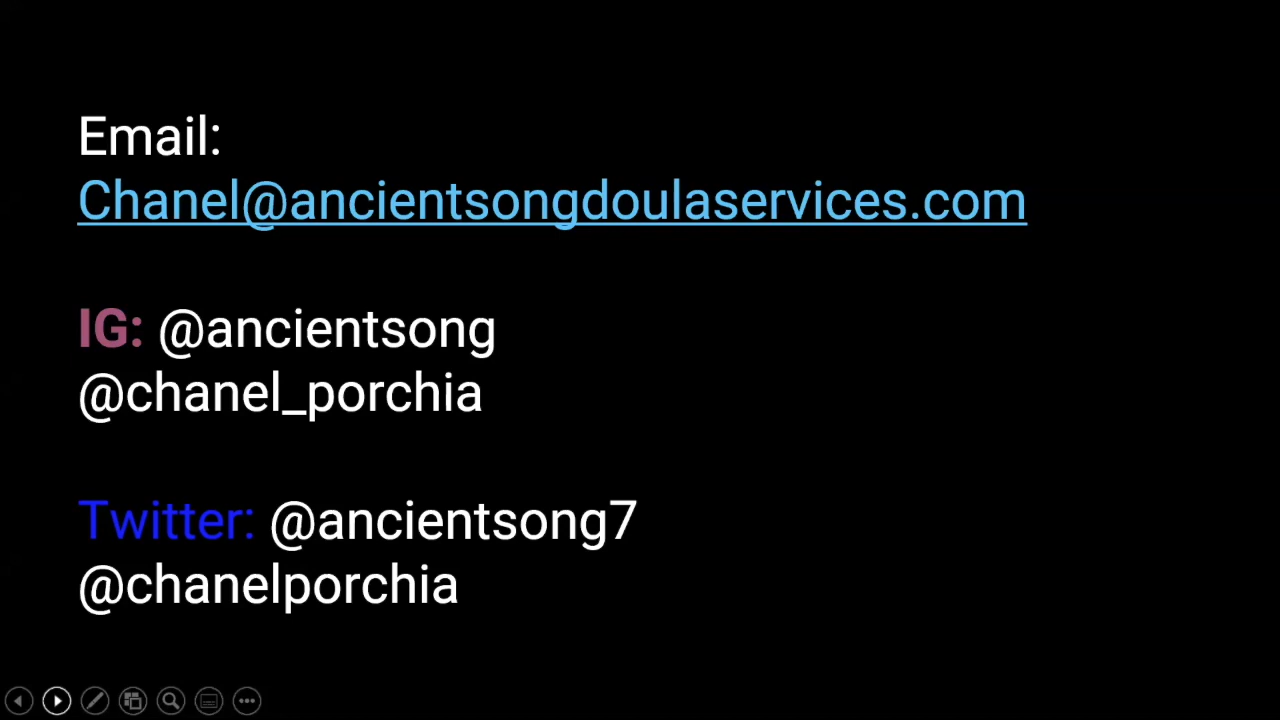 Email:
Chanel@ancientsongdoulaservices.com
IG: @ancientsong
@chanel_porchia
Twitter: @ancientsong7
@chanelporchia